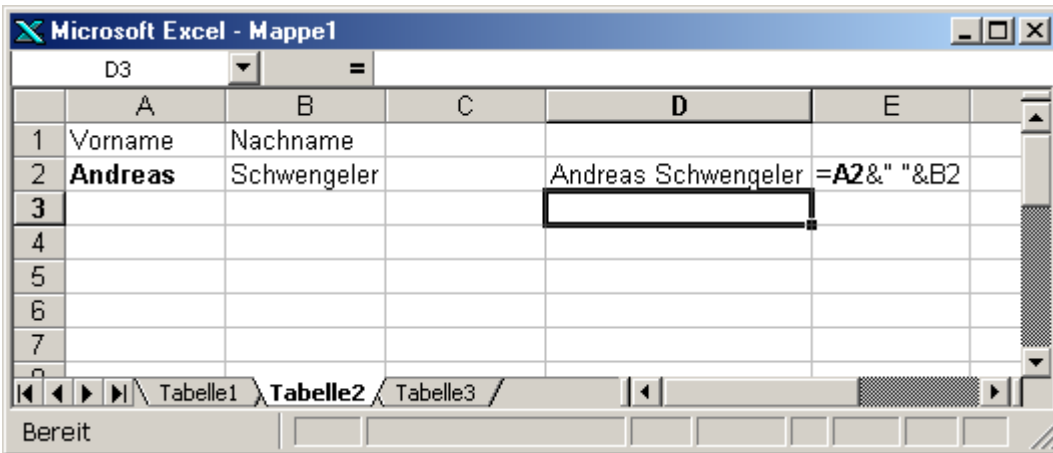 Microsoft Excel - Mappe1
D3 =
A B C D E
1 Vorname Nachname
2 Andreas Schwengeler Andreas Schwengeler =A2&" "&B2
3
4
5
6
7
Tabelle1 Tabelle2 Tabelle3
Bereit